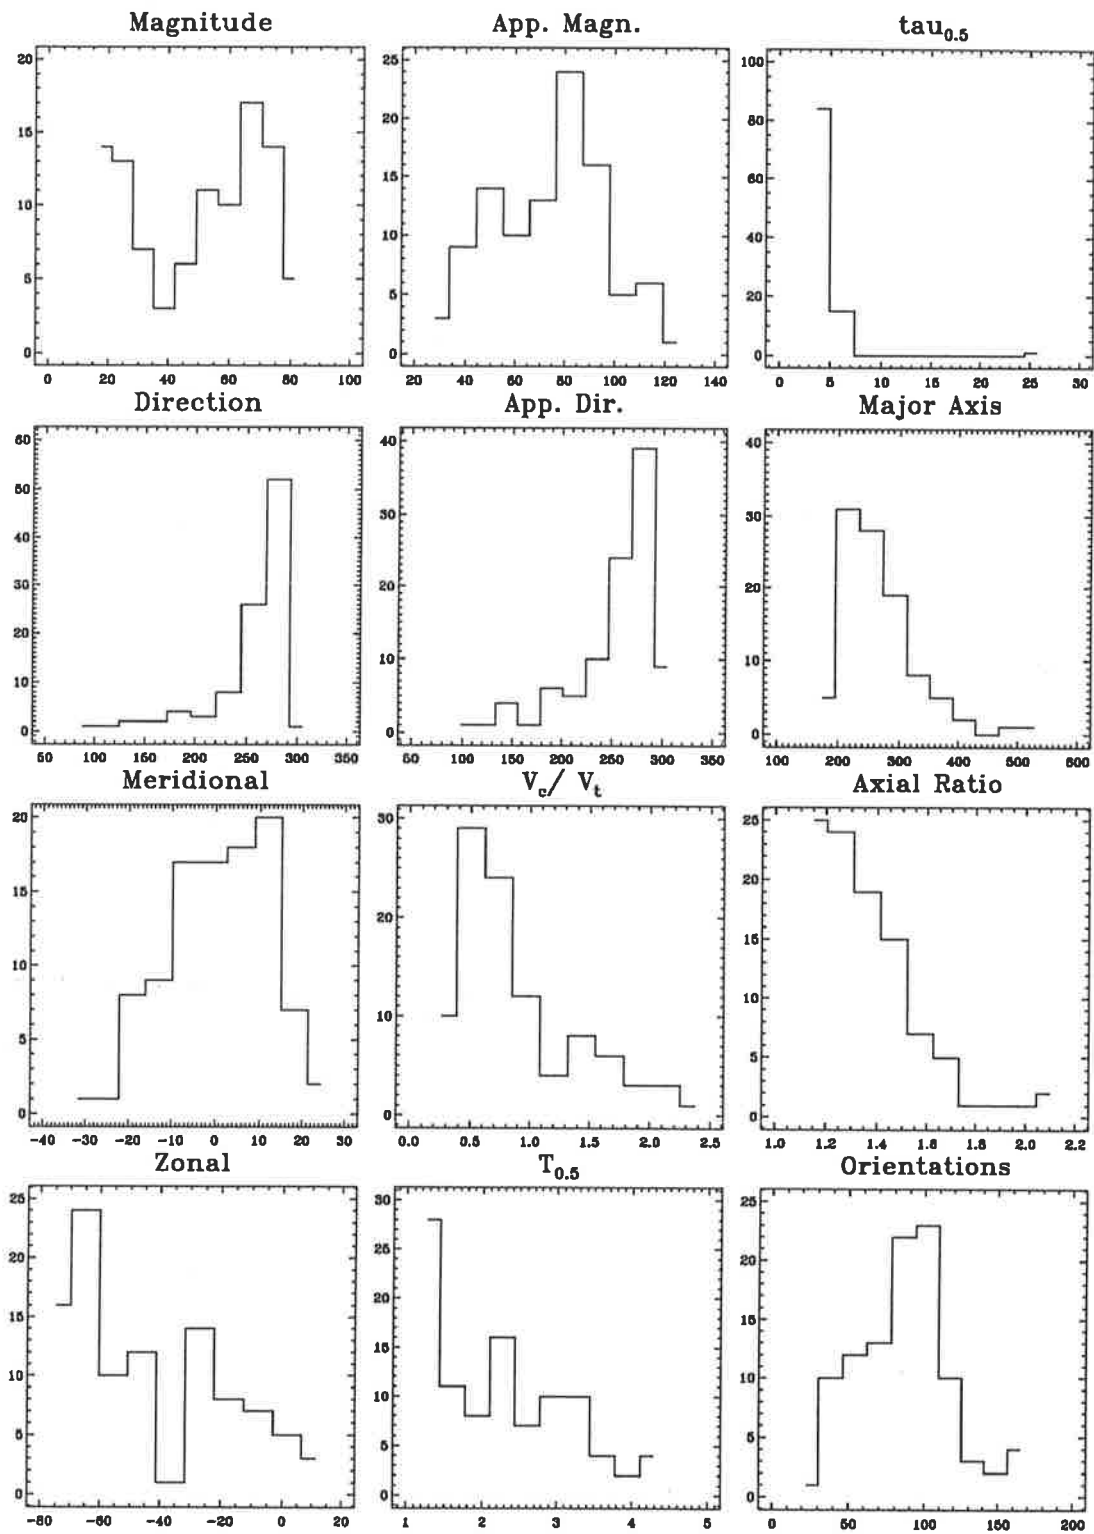 Magnitude
App. Magn.
tau0.5
20
15
10
5
0
0 20 40 60 80 100
25
20
15
10
5
0
20 40 60 80 100 120 140
100
80
60
40
20
0
0 5 10 15 20 25 30
Direction
App. Dir.
Major Axis
60
50
40
30
20
10
0
50 100 150 200 250 300 350
40
30
20
10
0
50 100 150 200 250 300 350
40
30
20
10
0
100 200 300 400 500 600
Meridional
Vc/ Vt
Axial Ratio
20
15
10
5
0
-40 -30 -20 -10 0 10 20 30
30
20
10
0
0.0 0.5 1.0 1.5 2.0 2.5
25
20
15
10
5
0
1.0 1.2 1.4 1.6 1.8 2.0 2.2
Zonal
T0.5
Orientations
25
20
15
10
5
0
-80 -60 -40 -20 0 20
30
25
20
15
10
5
0
1 2 3 4 5
25
20
15
10
5
0
0 50 100 150 200